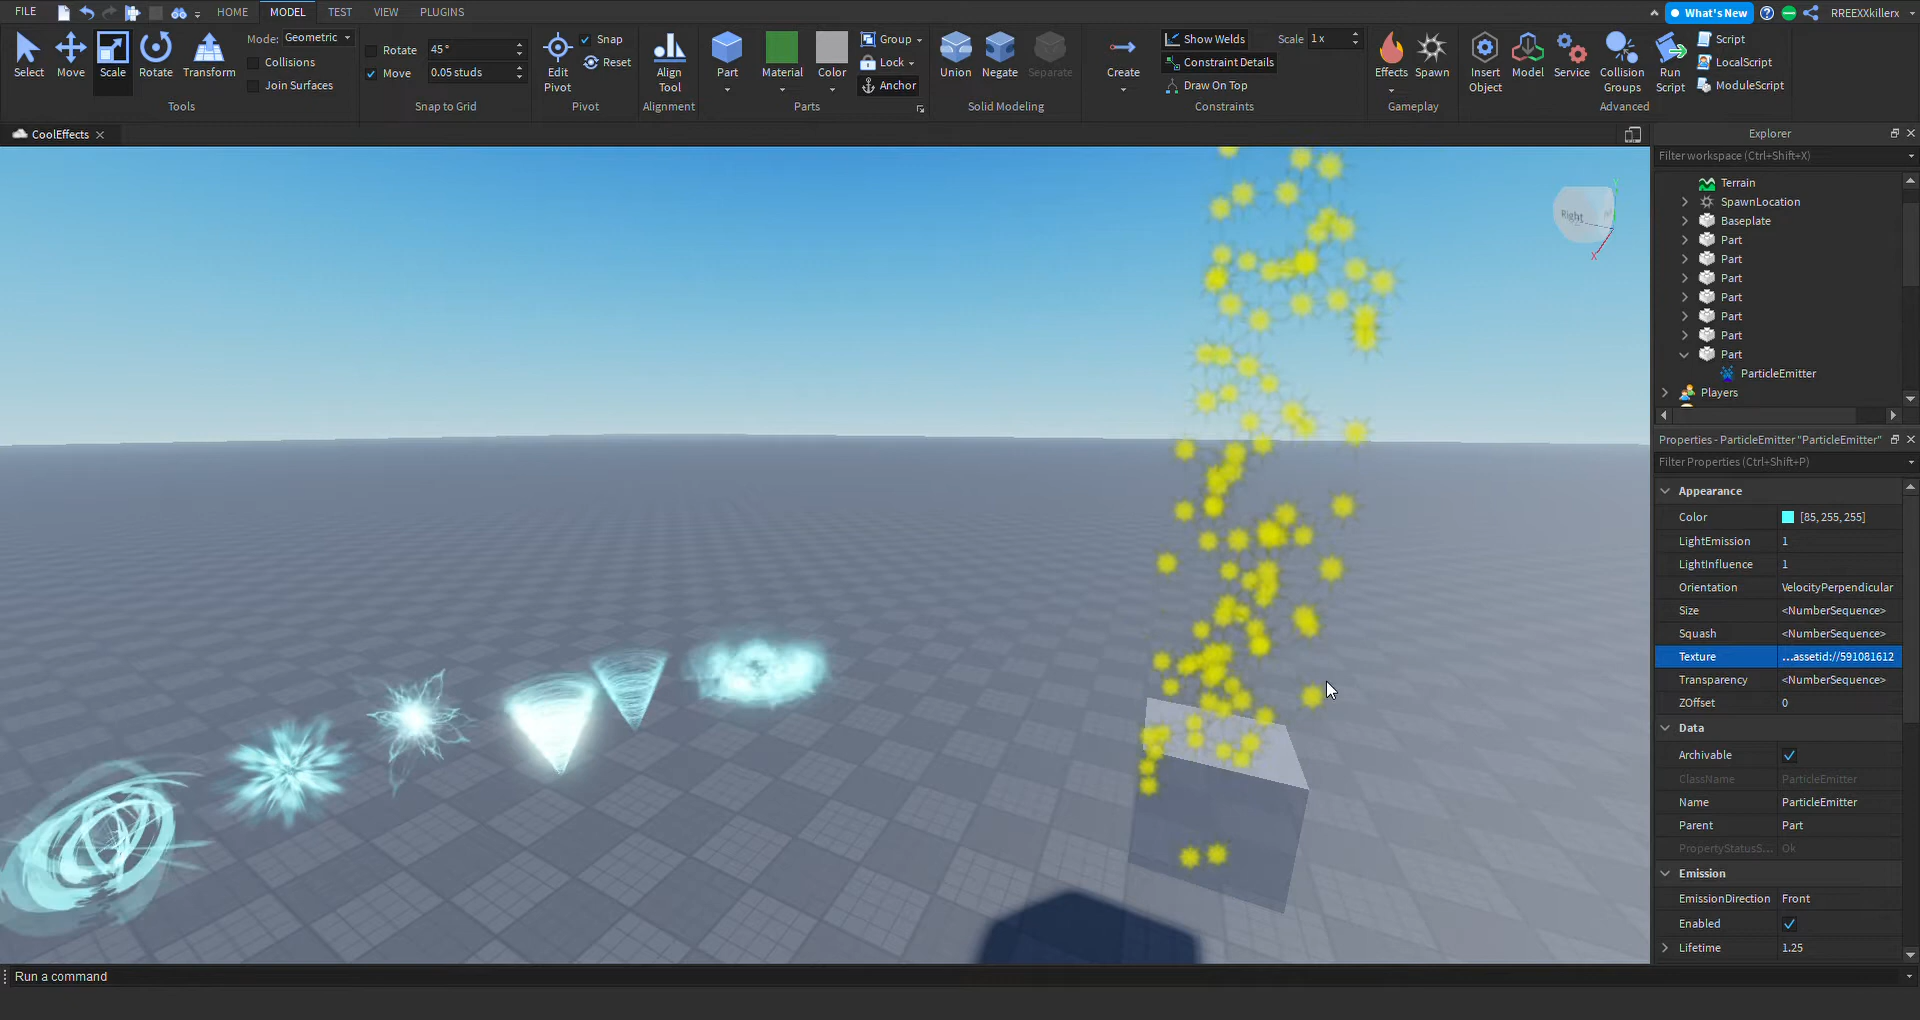 FILE HOME MODEL TEST VIEW PLUGINS What's New RREEXXkillerx
Select Move Scale Rotate Transform
Mode: Geometric
Collisions
Join Surfaces
Tools
Rotate 45°
Move 0.05 studs
Snap to Grid
Edit Pivot
Snap
Reset
Pivot
Align Tool
Alignment
Part Material Color
Group
Lock
Anchor
Parts
Union Negate Separate
Solid Modeling
Create
Show Welds
Constraint Details
Draw On Top
Scale 1 x
Constraints
Effects Spawn
Gameplay
Insert Object Model Service Collision Groups Run Script
Script
LocalScript
ModuleScript
Advanced
CoolEffects
Right
Y
X
Explorer
Filter workspace (Ctrl+Shift+X)
Terrain
SpawnLocation
Baseplate
Part
Part
Part
Part
Part
Part
Part
ParticleEmitter
Players
Properties - ParticleEmitter "ParticleEmitter"
Filter Properties (Ctrl+Shift+P)
Appearance
Color [85, 255, 255]
LightEmission 1
LightInfluence 1
Orientation VelocityPerpendicular
Size <NumberSequence>
Squash <NumberSequence>
Texture ...assetid://591081612
Transparency <NumberSequence>
ZOffset 0
Data
Archivable
ClassName ParticleEmitter
Name ParticleEmitter
Parent Part
PropertyStatusS... Ok
Emission
EmissionDirection Front
Enabled
Lifetime 1.25
Run a command